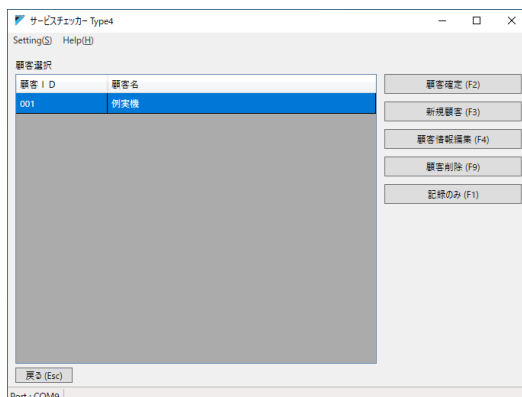 サービスチェッカー Type4
Setting(S) Help(H)
顧客選択
顧客ID 顧客名
001 例実機
顧客確定 (F2)
新規顧客 (F3)
顧客情報編集 (F4)
顧客削除 (F9)
記録のみ (F1)
戻る (Esc)
Port : COM9